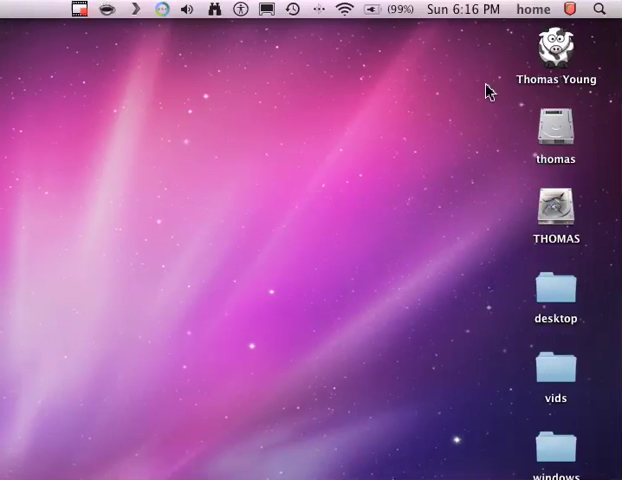 (99%) Sun 6:16 PM home
Thomas Young
thomas
THOMAS
desktop
vids
windows